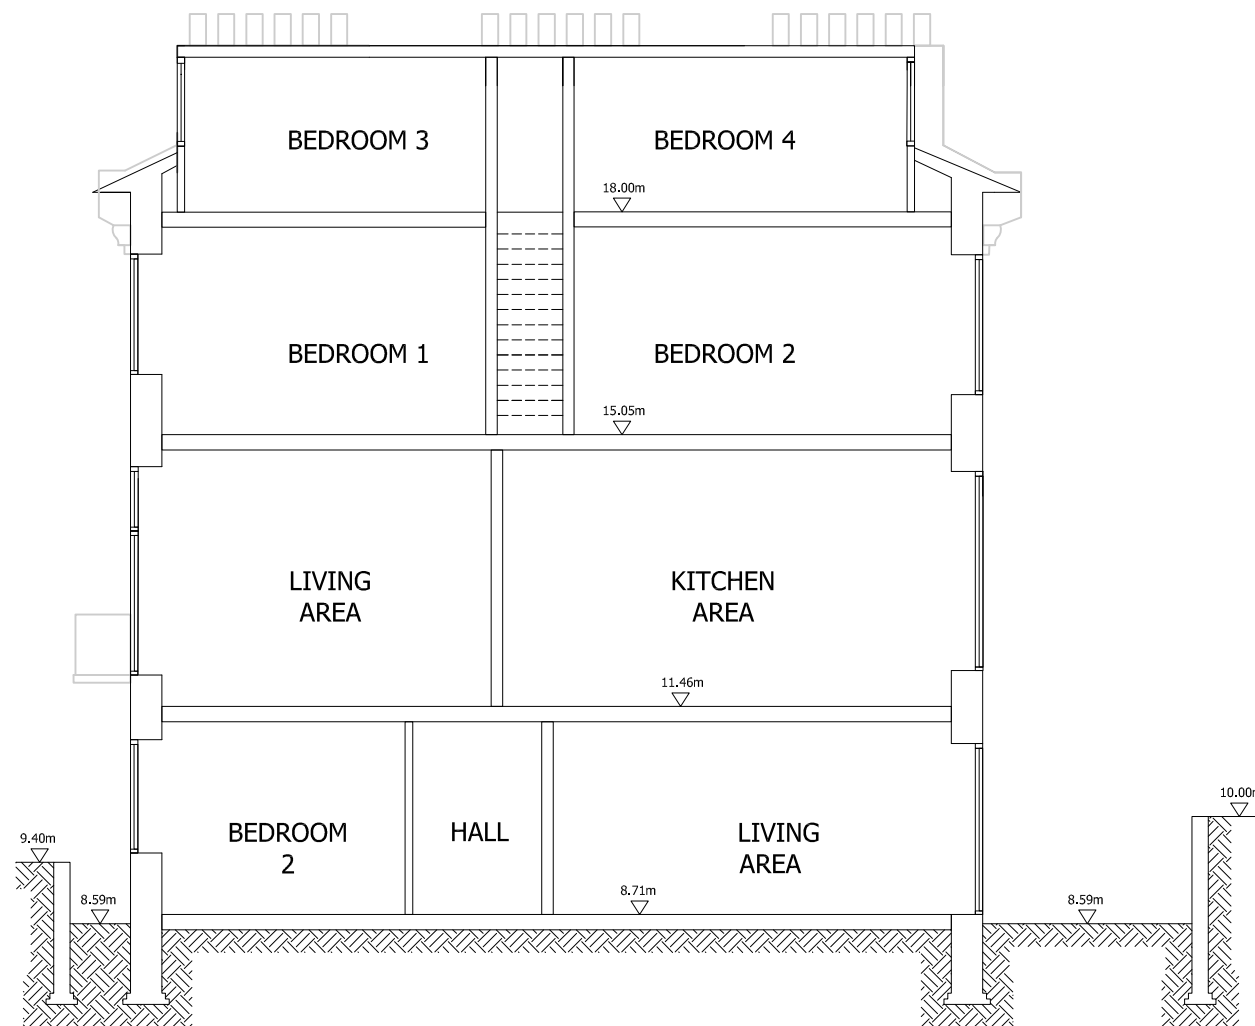 BEDROOM 3
BEDROOM 4
18.00m
BEDROOM 1
BEDROOM 2
15.05m
LIVING
AREA
KITCHEN
AREA
11.46m
BEDROOM
2
HALL
LIVING
AREA
10.00m
9.40m
8.71m
8.59m
8.59m